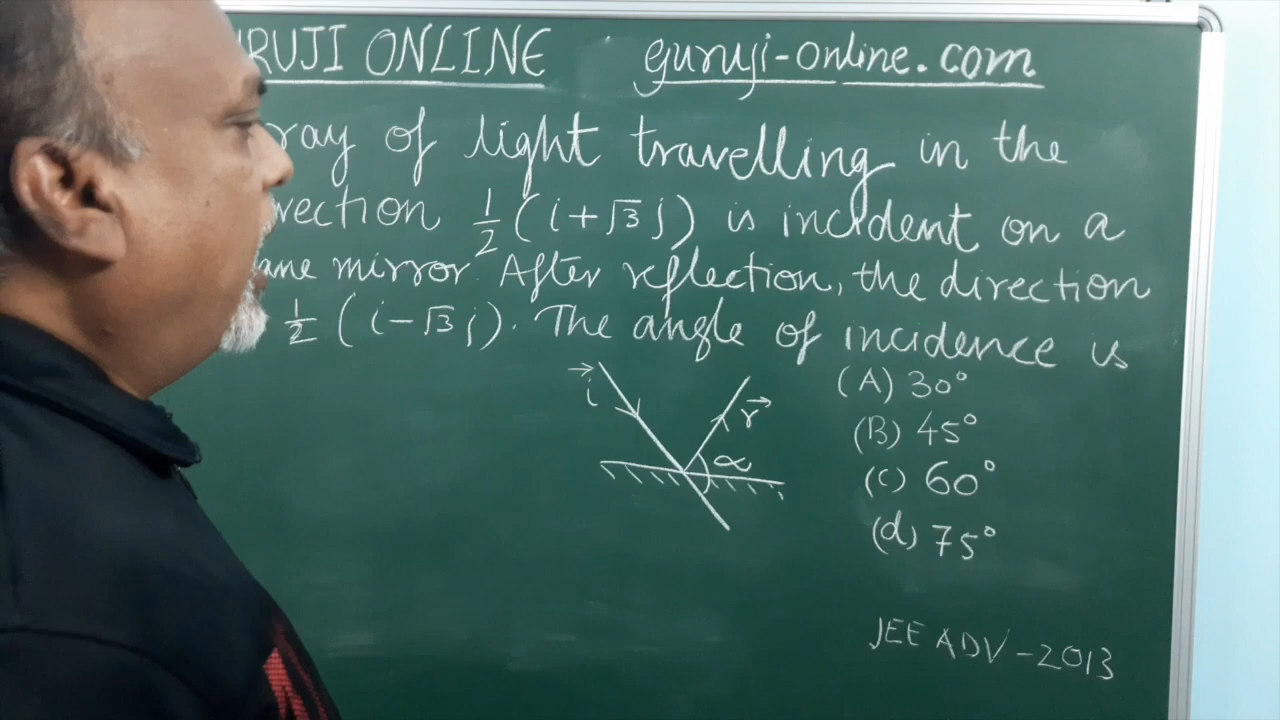 RUJI ONLINE guruji-online.com
ray of light travelling in the
rection 1/2 (i+√3 j) is incident on a
ane mirror. After reflection, the direction
1/2 (i-√3 j). The angle of incidence is
(A) 30°
(B) 45°
(c) 60°
(d) 75°
i r α
JEE ADV-2013